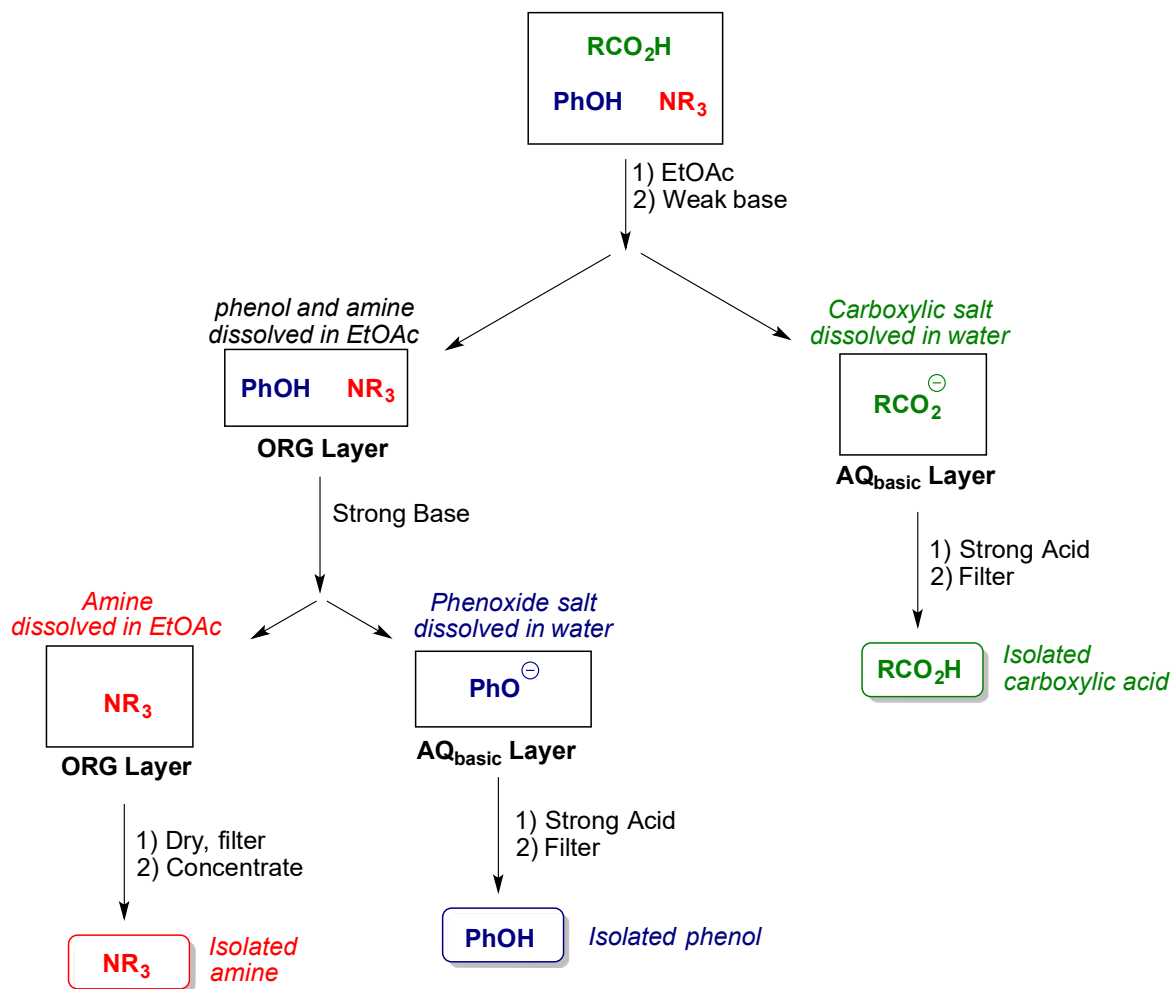 RCO2H
PhOH NR3
1) EtOAc
2) Weak base
phenol and amine
dissolved in EtOAc
PhOH NR3
ORG Layer
Carboxylic salt
dissolved in water
RCO2⊖
AQbasic Layer
Strong Base
1) Strong Acid
2) Filter
Amine
dissolved in EtOAc
NR3
ORG Layer
Phenoxide salt
dissolved in water
PhO⊖
AQbasic Layer
RCO2H
Isolated
carboxylic acid
1) Dry, filter
2) Concentrate
1) Strong Acid
2) Filter
NR3
Isolated
amine
PhOH
Isolated phenol